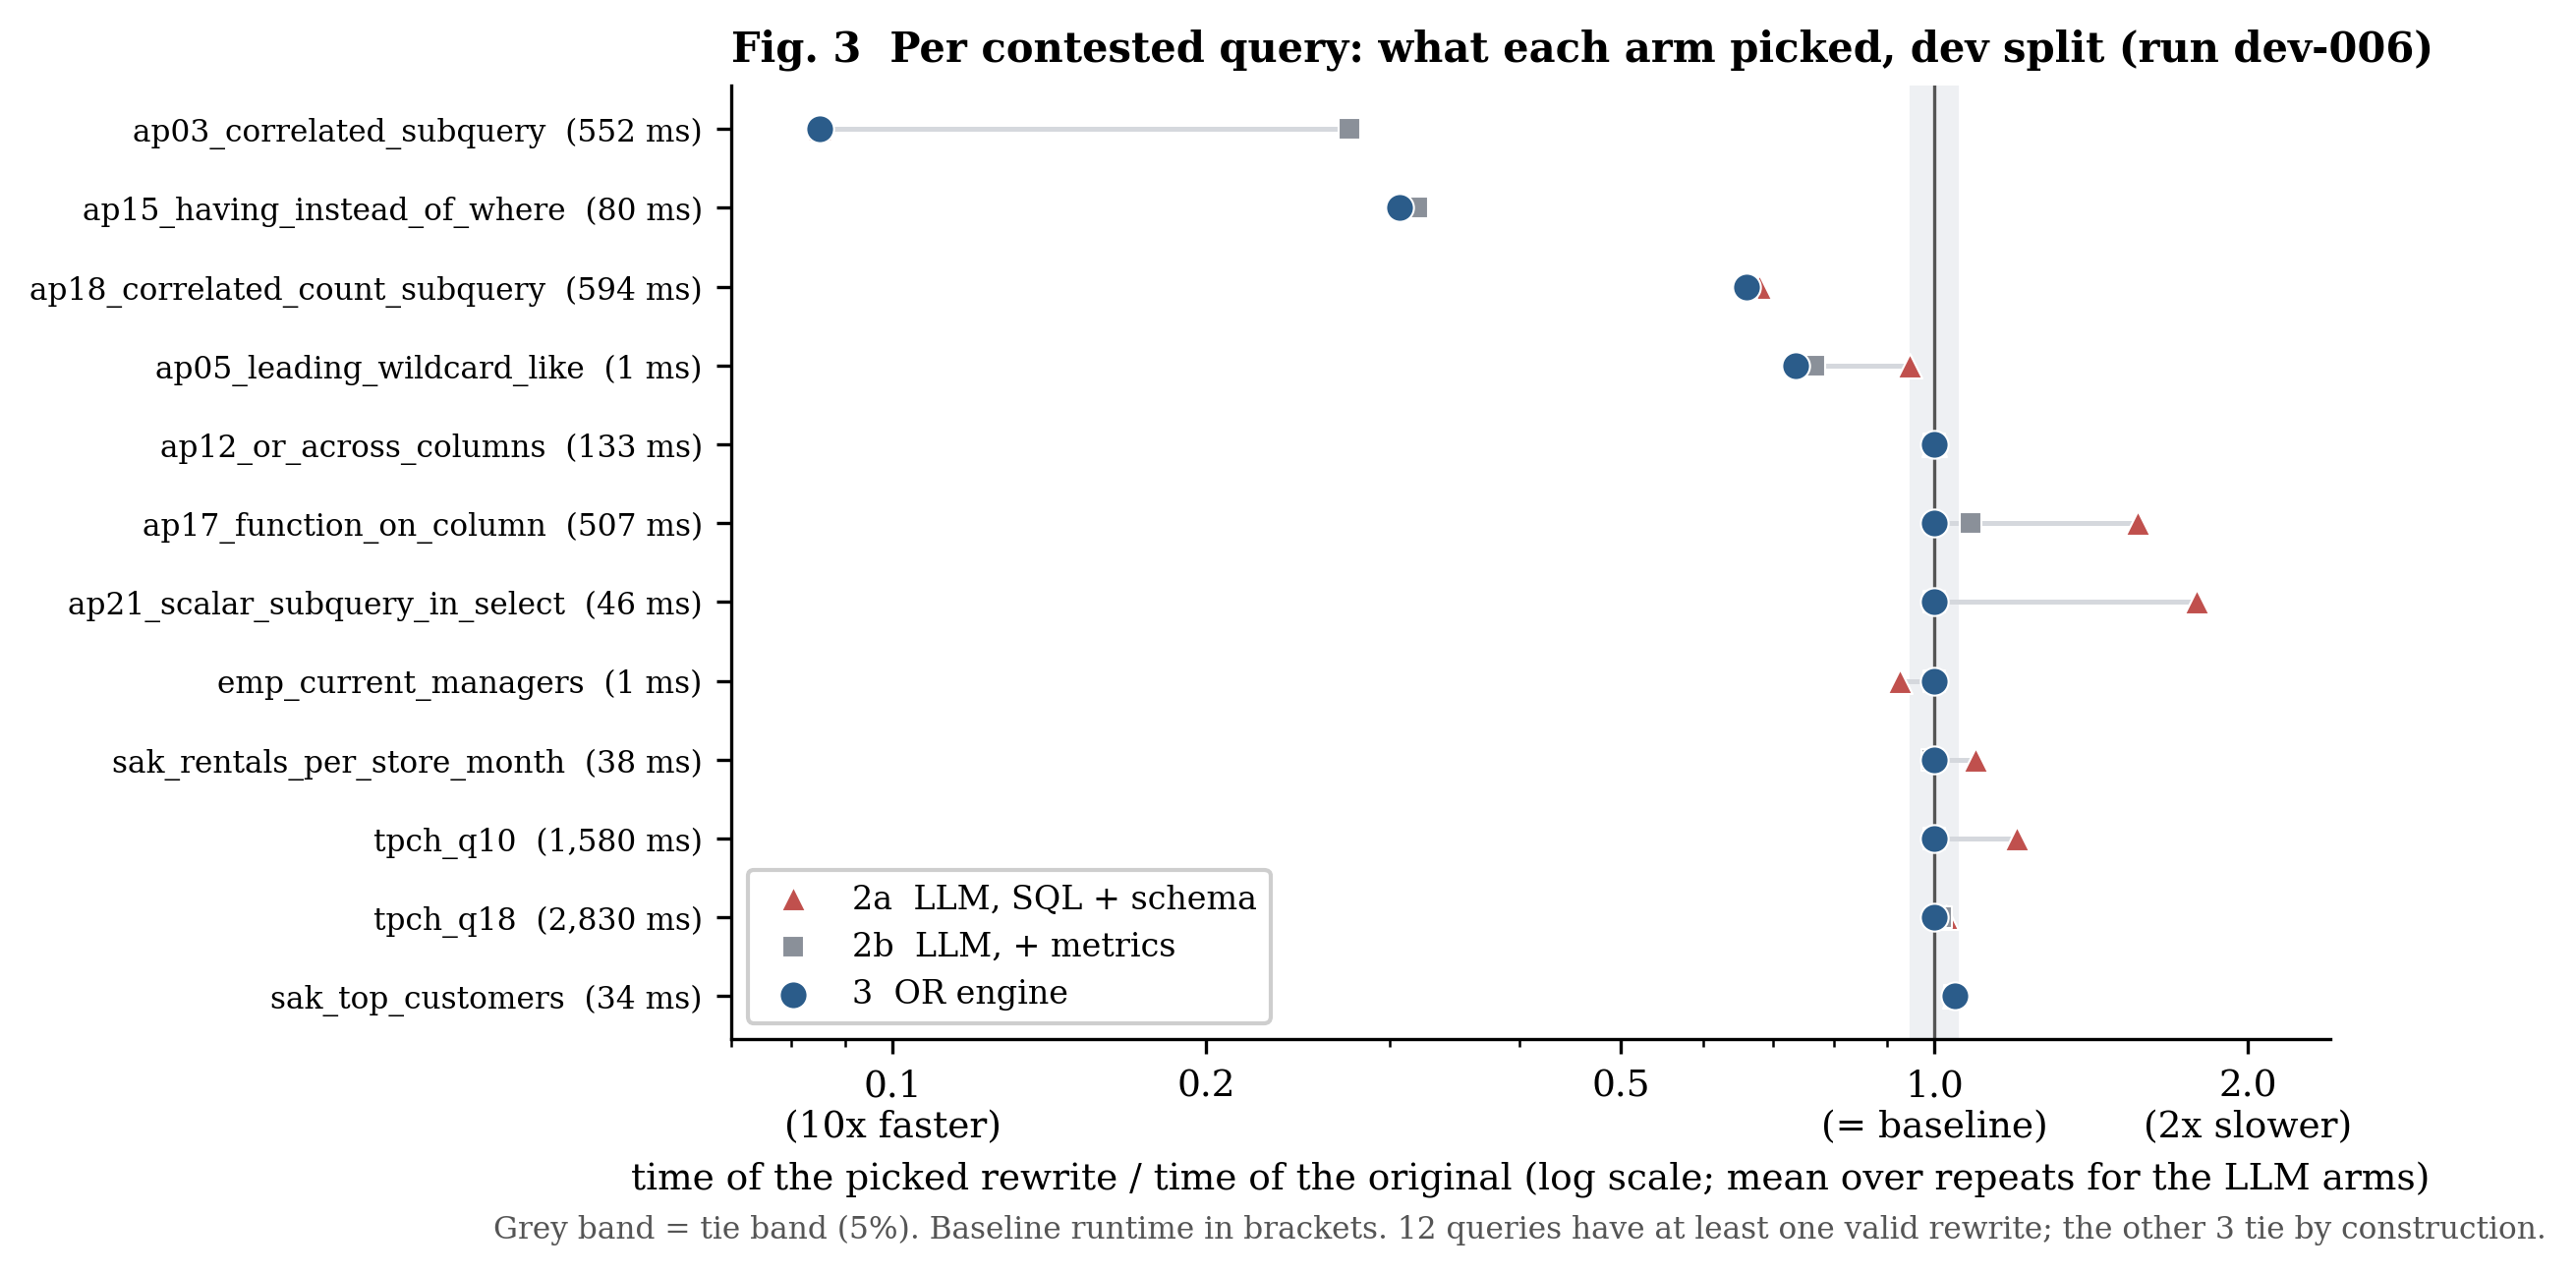 Fig. 3  Per contested query: what each arm picked, dev split (run dev-006)
ap03_correlated_subquery  (552 ms)
ap15_having_instead_of_where  (80 ms)
ap18_correlated_count_subquery  (594 ms)
ap05_leading_wildcard_like  (1 ms)
ap12_or_across_columns  (133 ms)
ap17_function_on_column  (507 ms)
ap21_scalar_subquery_in_select  (46 ms)
emp_current_managers  (1 ms)
sak_rentals_per_store_month  (38 ms)
tpch_q10  (1,580 ms)
tpch_q18  (2,830 ms)
sak_top_customers  (34 ms)
2a  LLM, SQL + schema
2b  LLM, + metrics
3  OR engine
0.1 0.2 0.5 1.0 2.0
(10x faster) (= baseline) (2x slower)
time of the picked rewrite / time of the original (log scale; mean over repeats for the LLM arms)
Grey band = tie band (5%). Baseline runtime in brackets. 12 queries have at least one valid rewrite; the other 3 tie by construction.